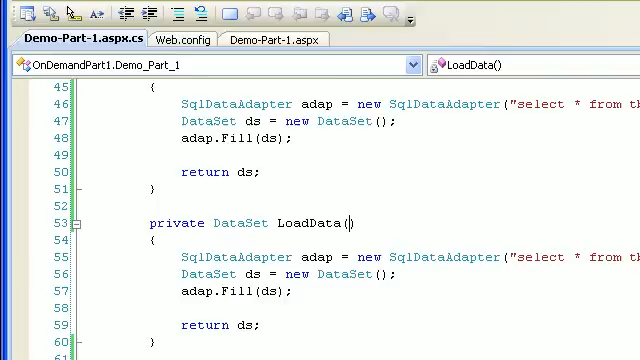 Demo-Part-1.aspx.cs Web.config Demo-Part-1.aspx
OnDemandPart1.Demo_Part_1 LoadData()
45 {
46 SqlDataAdapter adap = new SqlDataAdapter("select * from
47 DataSet ds = new DataSet();
48 adap.Fill(ds);
49
50 return ds;
51 }
52
53 private DataSet LoadData()
54 {
55 SqlDataAdapter adap = new SqlDataAdapter("select * from
56 DataSet ds = new DataSet();
57 adap.Fill(ds);
58
59 return ds;
60 }